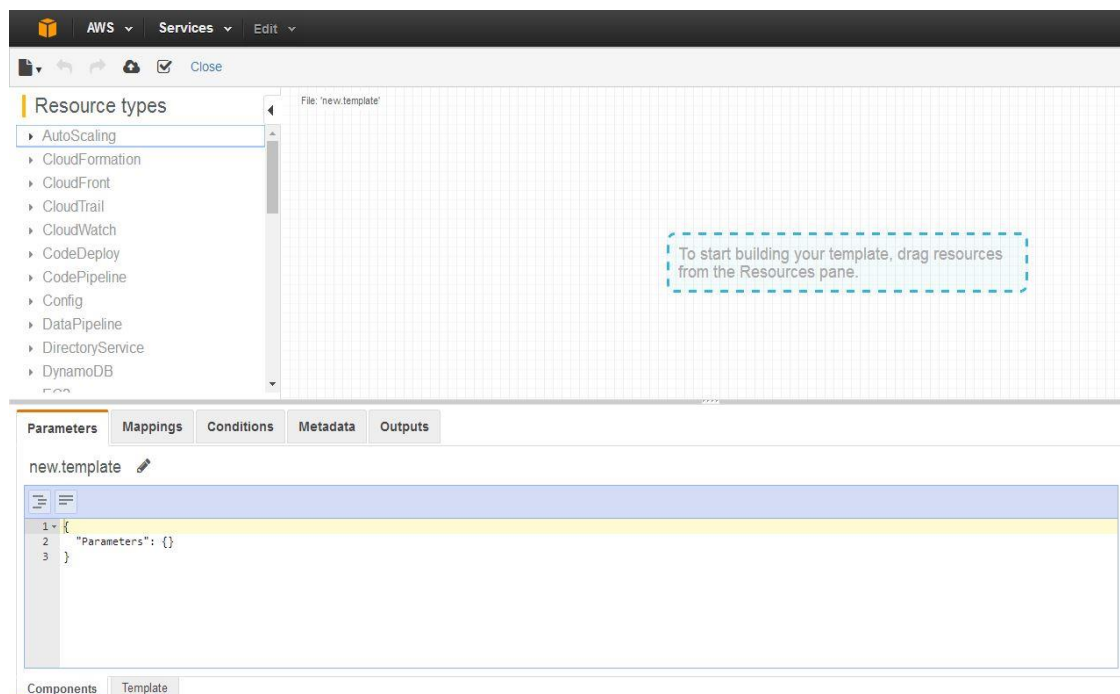 AWS Services Edit
Close
Resource types
File: 'new.template'
AutoScaling
CloudFormation
CloudFront
CloudTrail
CloudWatch
CodeDeploy
CodePipeline
Config
DataPipeline
DirectoryService
DynamoDB
To start building your template, drag resources
from the Resources pane.
Parameters Mappings Conditions Metadata Outputs
new.template
1 {
2 "Parameters": {}
3 }
Components Template